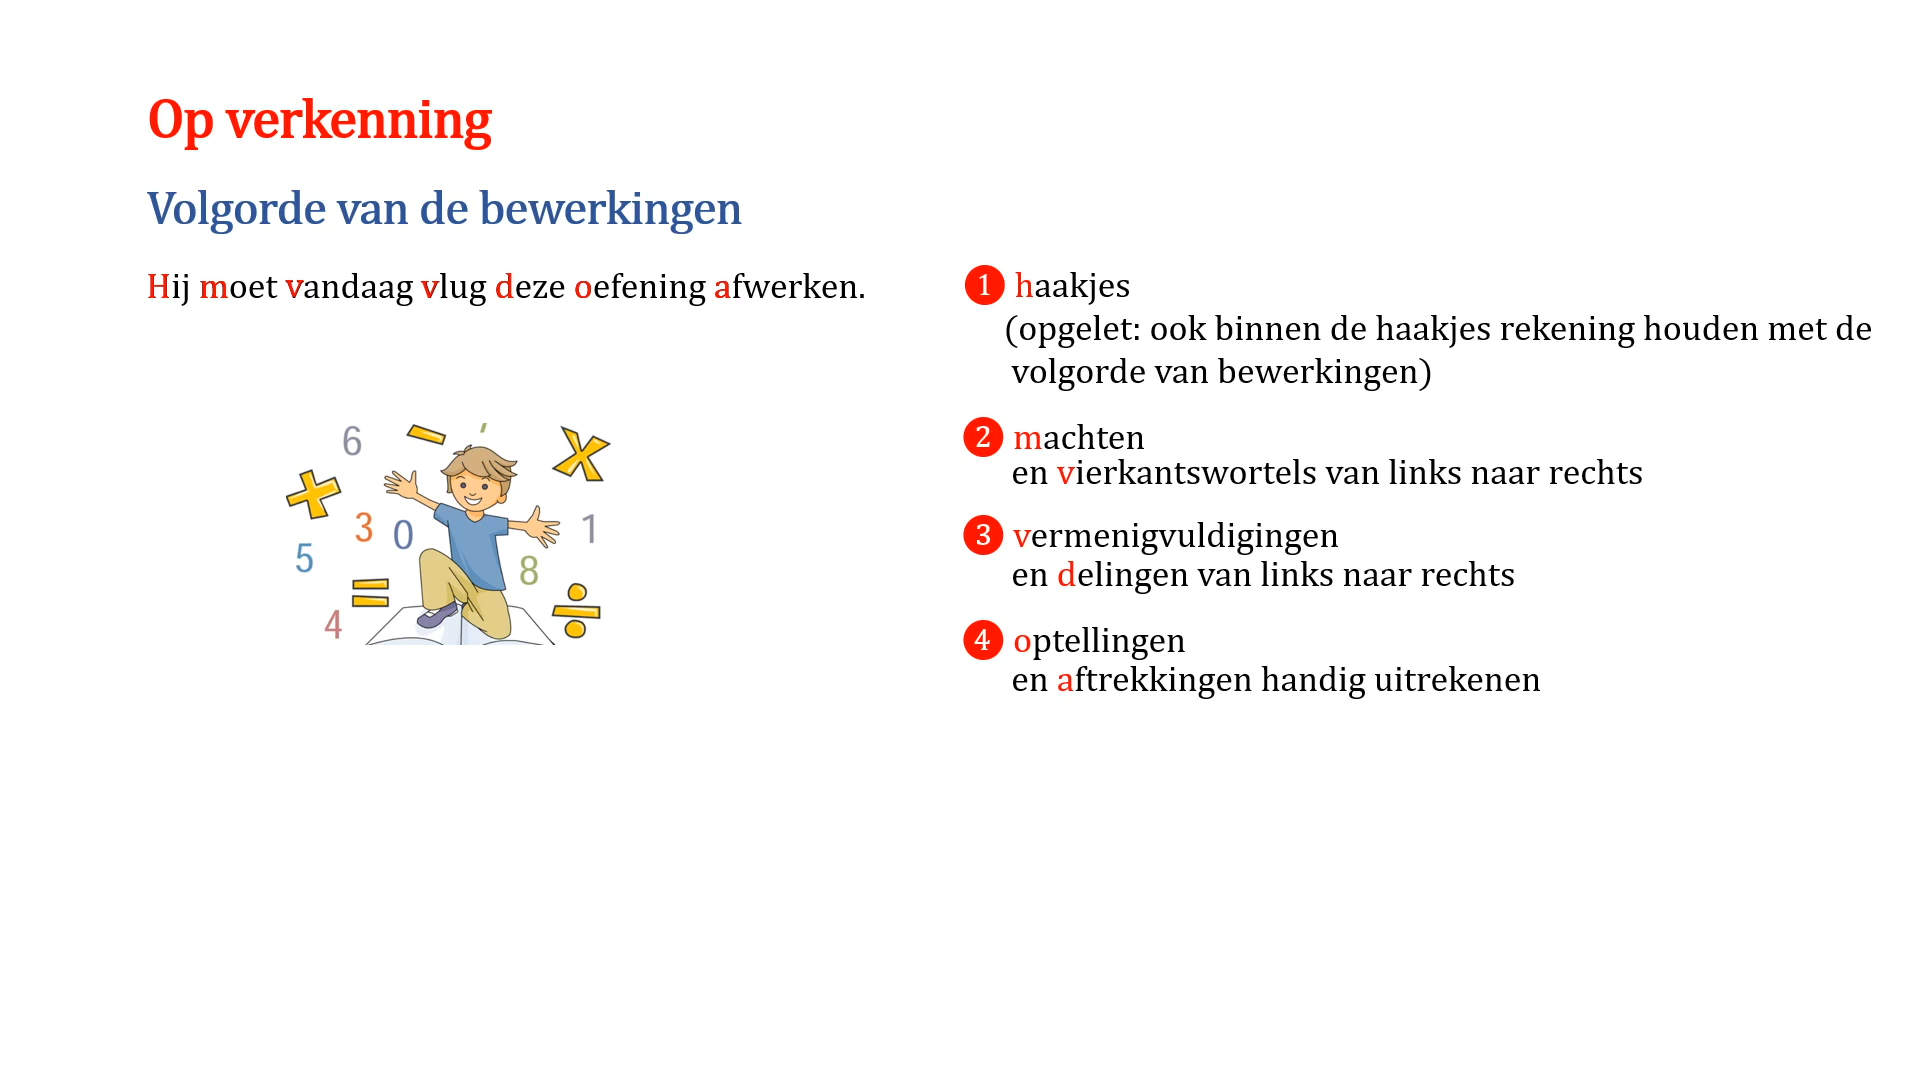 Op verkenning
Volgorde van de bewerkingen
Hij moet vandaag vlug deze oefening afwerken.
1 haakjes
(opgelet: ook binnen de haakjes rekening houden met de
volgorde van bewerkingen)
2 machten
en vierkantswortels van links naar rechts
3 vermenigvuldigingen
en delingen van links naar rechts
4 optellingen
en aftrekkingen handig uitrekenen
6 −
+ ×
3 0 1
5 8
= ÷
4